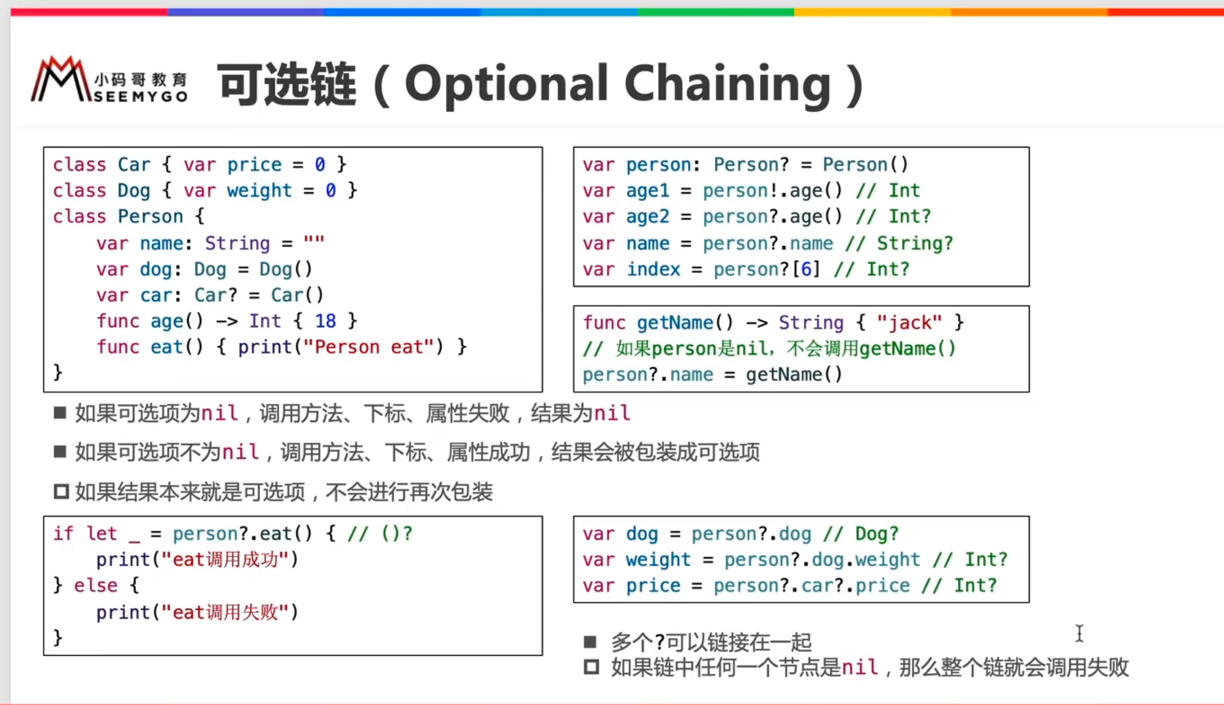 小码哥教育
SEEMYGO
可选链（Optional Chaining）
class Car { var price = 0 }
class Dog { var weight = 0 }
class Person {
    var name: String = ""
    var dog: Dog = Dog()
    var car: Car? = Car()
    func age() -> Int { 18 }
    func eat() { print("Person eat") }
}
var person: Person? = Person()
var age1 = person!.age() // Int
var age2 = person?.age() // Int?
var name = person?.name // String?
var index = person?[6] // Int?
func getName() -> String { "jack" }
// 如果person是nil，不会调用getName()
person?.name = getName()
■ 如果可选项为nil，调用方法、下标、属性失败，结果为nil
■ 如果可选项不为nil，调用方法、下标、属性成功，结果会被包装成可选项
□ 如果结果本来就是可选项，不会进行再次包装
if let _ = person?.eat() { // ()?
    print("eat调用成功")
} else {
    print("eat调用失败")
}
var dog = person?.dog // Dog?
var weight = person?.dog.weight // Int?
var price = person?.car?.price // Int?
■ 多个?可以链接在一起
□ 如果链中任何一个节点是nil，那么整个链就会调用失败